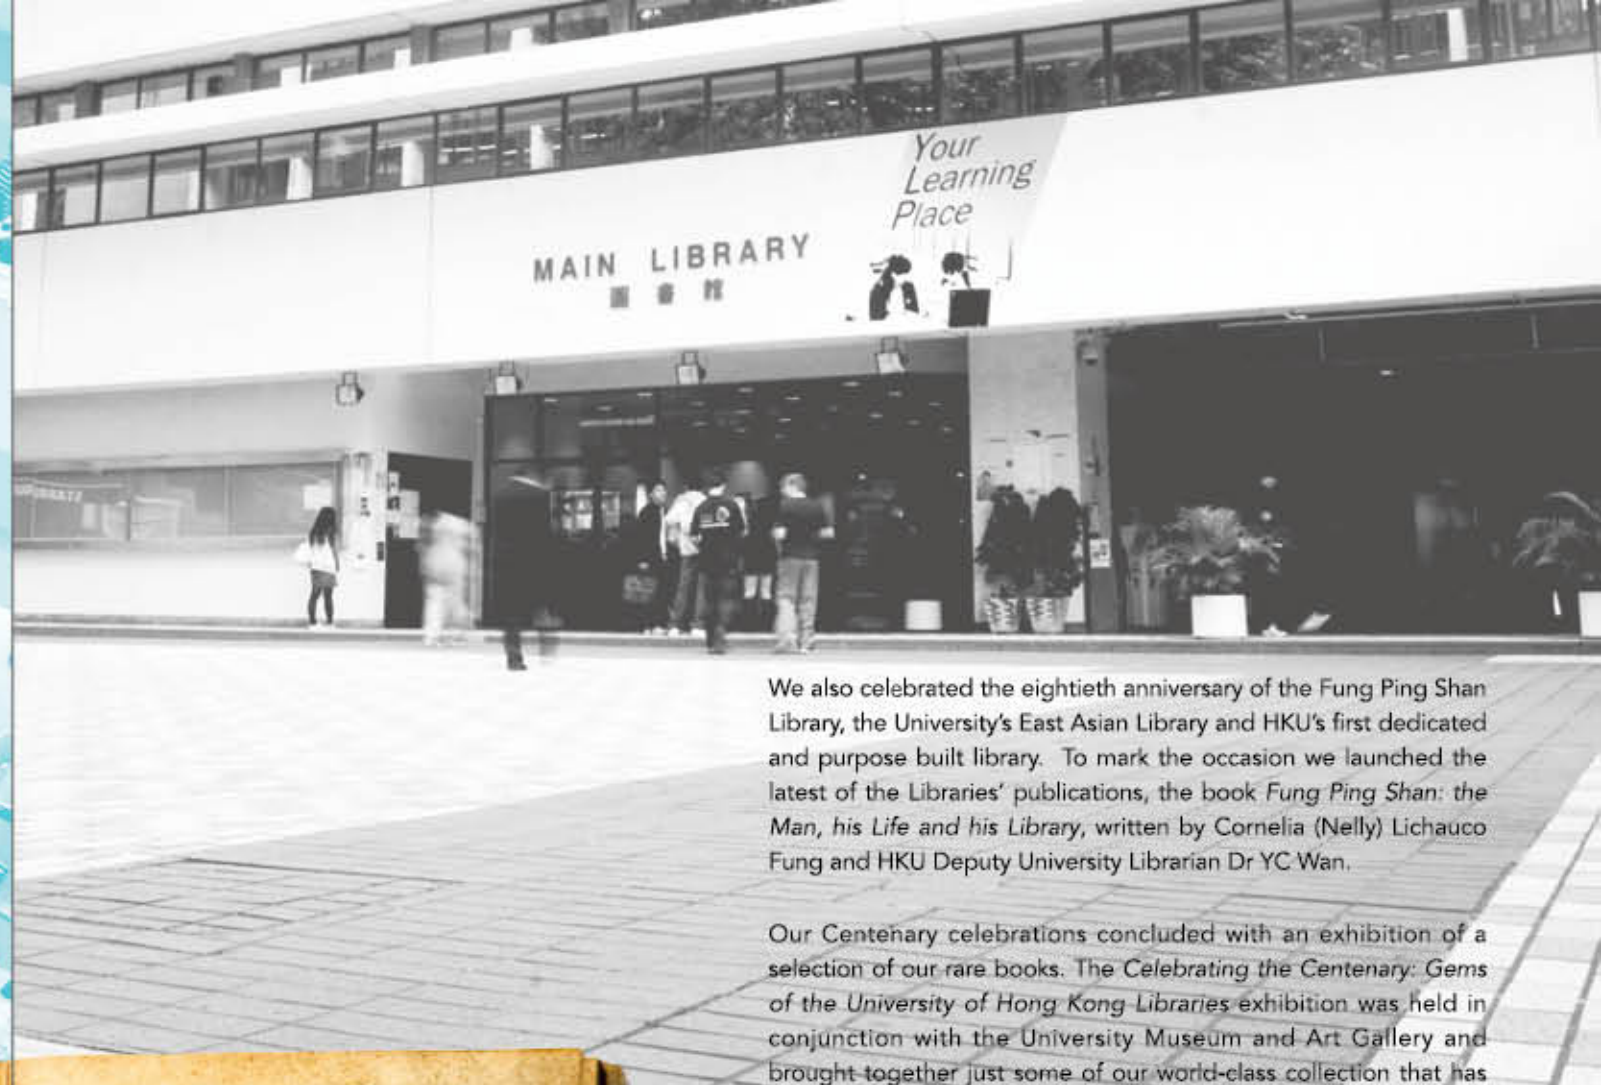 Your
Learning
Place
MAIN LIBRARY
圖書館
We also celebrated the eightieth anniversary of the Fung Ping Shan
Library, the University's East Asian Library and HKU's first dedicated
and purpose built library. To mark the occasion we launched the
latest of the Libraries' publications, the book Fung Ping Shan: the
Man, his Life and his Library, written by Cornelia (Nelly) Lichauco
Fung and HKU Deputy University Librarian Dr YC Wan.
Our Centenary celebrations concluded with an exhibition of a
selection of our rare books. The Celebrating the Centenary: Gems
of the University of Hong Kong Libraries exhibition was held in
conjunction with the University Museum and Art Gallery and
brought together just some of our world-class collection that has